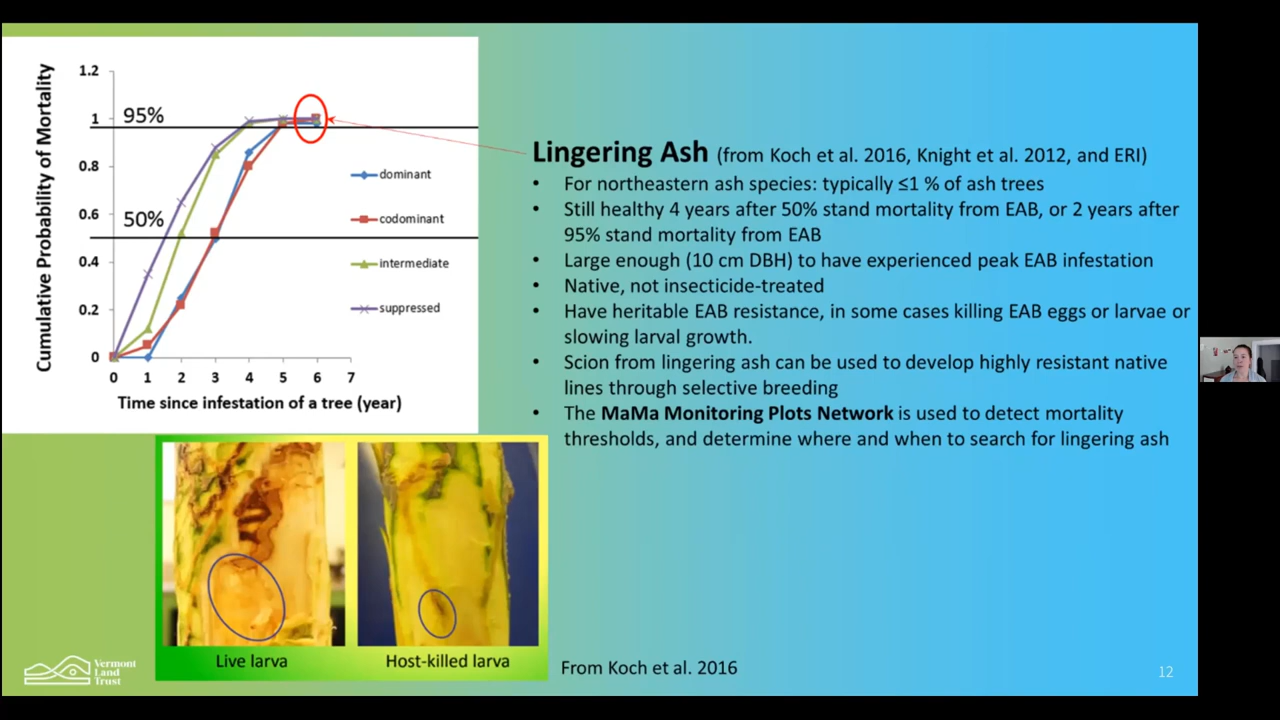 Cumulative Probability of Mortality
1.2
1
0.8
0.6
0.4
0.2
0
95%
50%
dominant
codominant
intermediate
suppressed
0 1 2 3 4 5 6 7
Time since infestation of a tree (year)
Lingering Ash (from Koch et al. 2016, Knight et al. 2012, and ERI)
• For northeastern ash species: typically ≤1 % of ash trees
• Still healthy 4 years after 50% stand mortality from EAB, or 2 years after
95% stand mortality from EAB
• Large enough (10 cm DBH) to have experienced peak EAB infestation
• Native, not insecticide-treated
• Have heritable EAB resistance, in some cases killing EAB eggs or larvae or
slowing larval growth.
• Scion from lingering ash can be used to develop highly resistant native
lines through selective breeding
• The MaMa Monitoring Plots Network is used to detect mortality
thresholds, and determine where and when to search for lingering ash
Live larva
Host-killed larva
From Koch et al. 2016
Vermont
Land
Trust
12